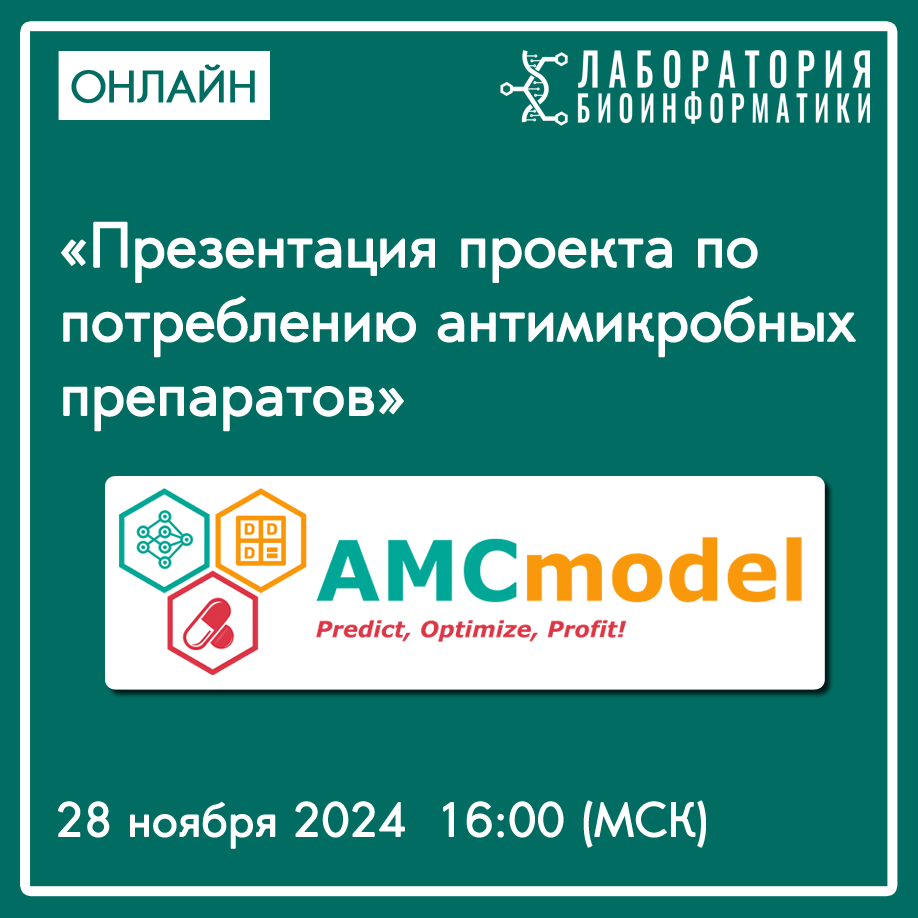 ОНЛАЙН
ЛАБОРАТОРИЯ
БИОИНФОРМАТИКИ
«Презентация проекта по
потреблению антимикробных
препаратов»
D D
D =
AMCmodel
Predict, Optimize, Profit!
28 ноября 2024 16:00 (МСК)